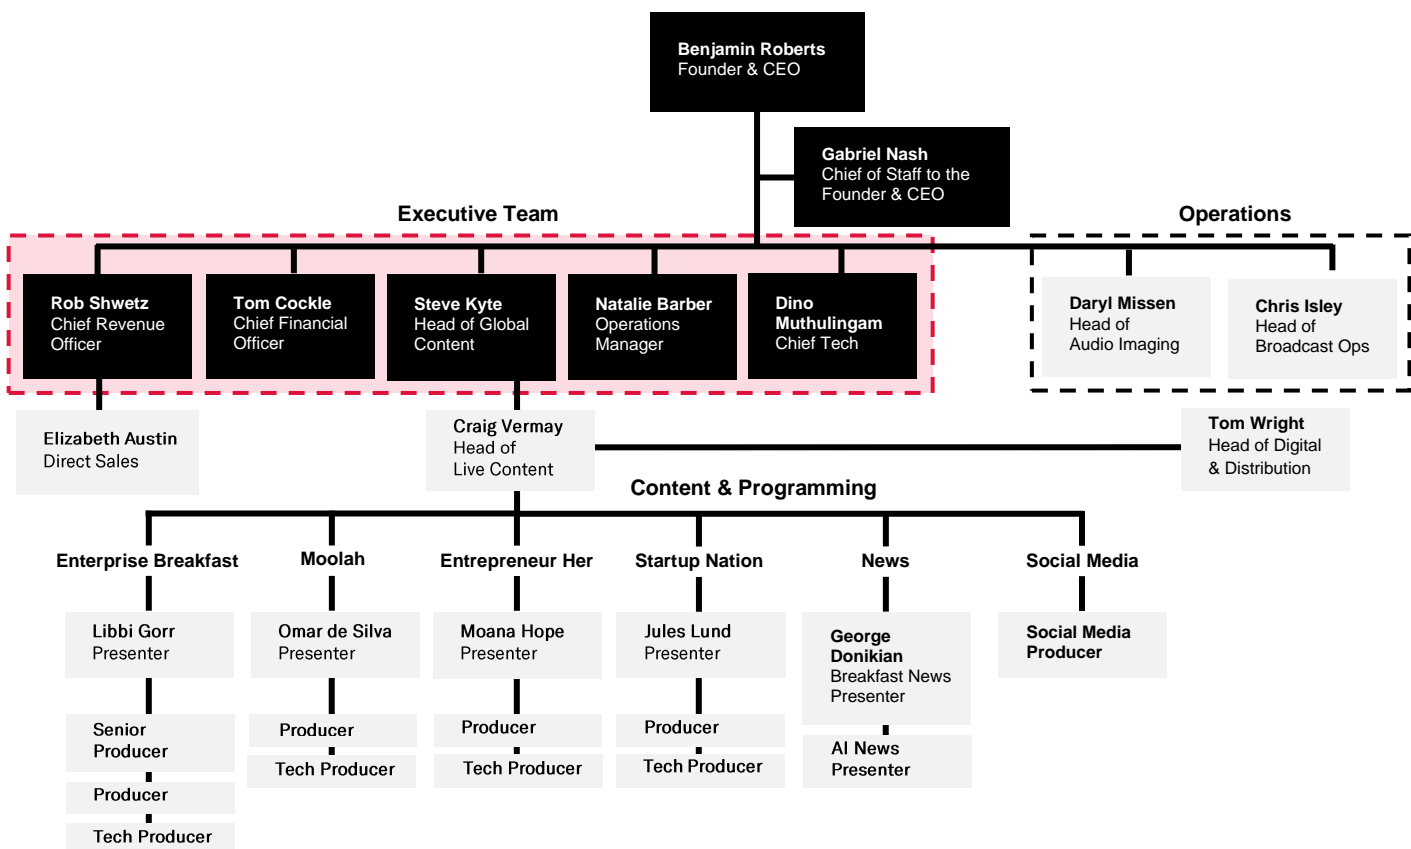 Benjamin Roberts
Founder & CEO
Gabriel Nash
Chief of Staff to the
Founder & CEO
Executive Team
Operations
Rob Shwetz
Chief Revenue
Officer
Tom Cockle
Chief Financial
Officer
Steve Kyte
Head of Global
Content
Natalie Barber
Operations
Manager
Dino
Muthulingam
Chief Tech
Daryl Missen
Head of
Audio Imaging
Chris Isley
Head of
Broadcast Ops
Elizabeth Austin
Direct Sales
Craig Vermay
Head of
Live Content
Tom Wright
Head of Digital
& Distribution
Content & Programming
Enterprise Breakfast
Moolah
Entrepreneur Her
Startup Nation
News
Social Media
Libbi Gorr
Presenter
Omar de Silva
Presenter
Moana Hope
Presenter
Jules Lund
Presenter
George
Donikian
Breakfast News
Presenter
Social Media
Producer
Senior
Producer
Producer
Tech Producer
Producer
Tech Producer
Producer
Tech Producer
Producer
Tech Producer
AI News
Presenter